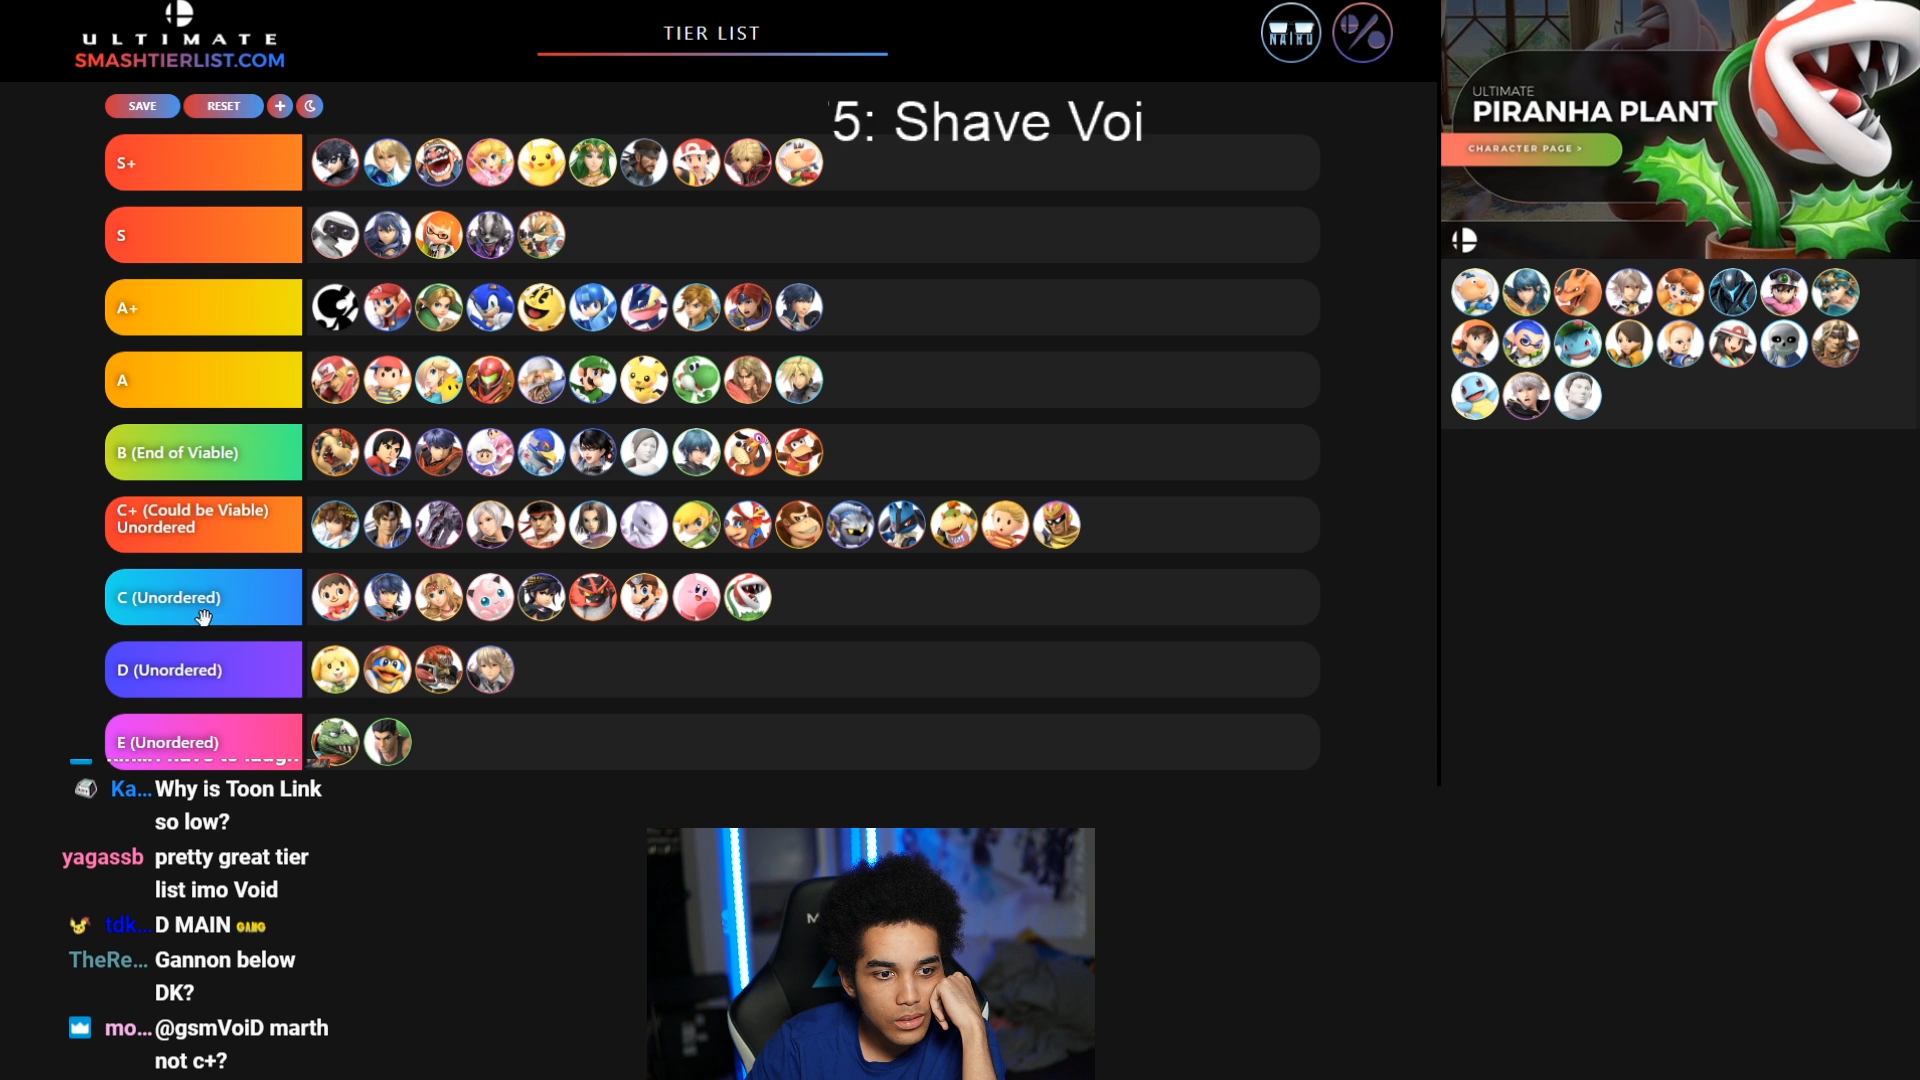 ULTIMATE
SMASHTIERLIST.COM
TIER LIST
NAIRO
SAVE
RESET
+
5: Shave Voi
ULTIMATE
PIRANHA PLANT
CHARACTER PAGE >
S+
S
A+
A
B (End of Viable)
C+ (Could be Viable)
Unordered
C (Unordered)
D (Unordered)
E (Unordered)
Ka... Why is Toon Link
so low?
yagassb pretty great tier
list imo Void
tdk... D MAIN GANG
TheRe... Gannon below
DK?
mo... @gsmVoiD marth
not c+?
M